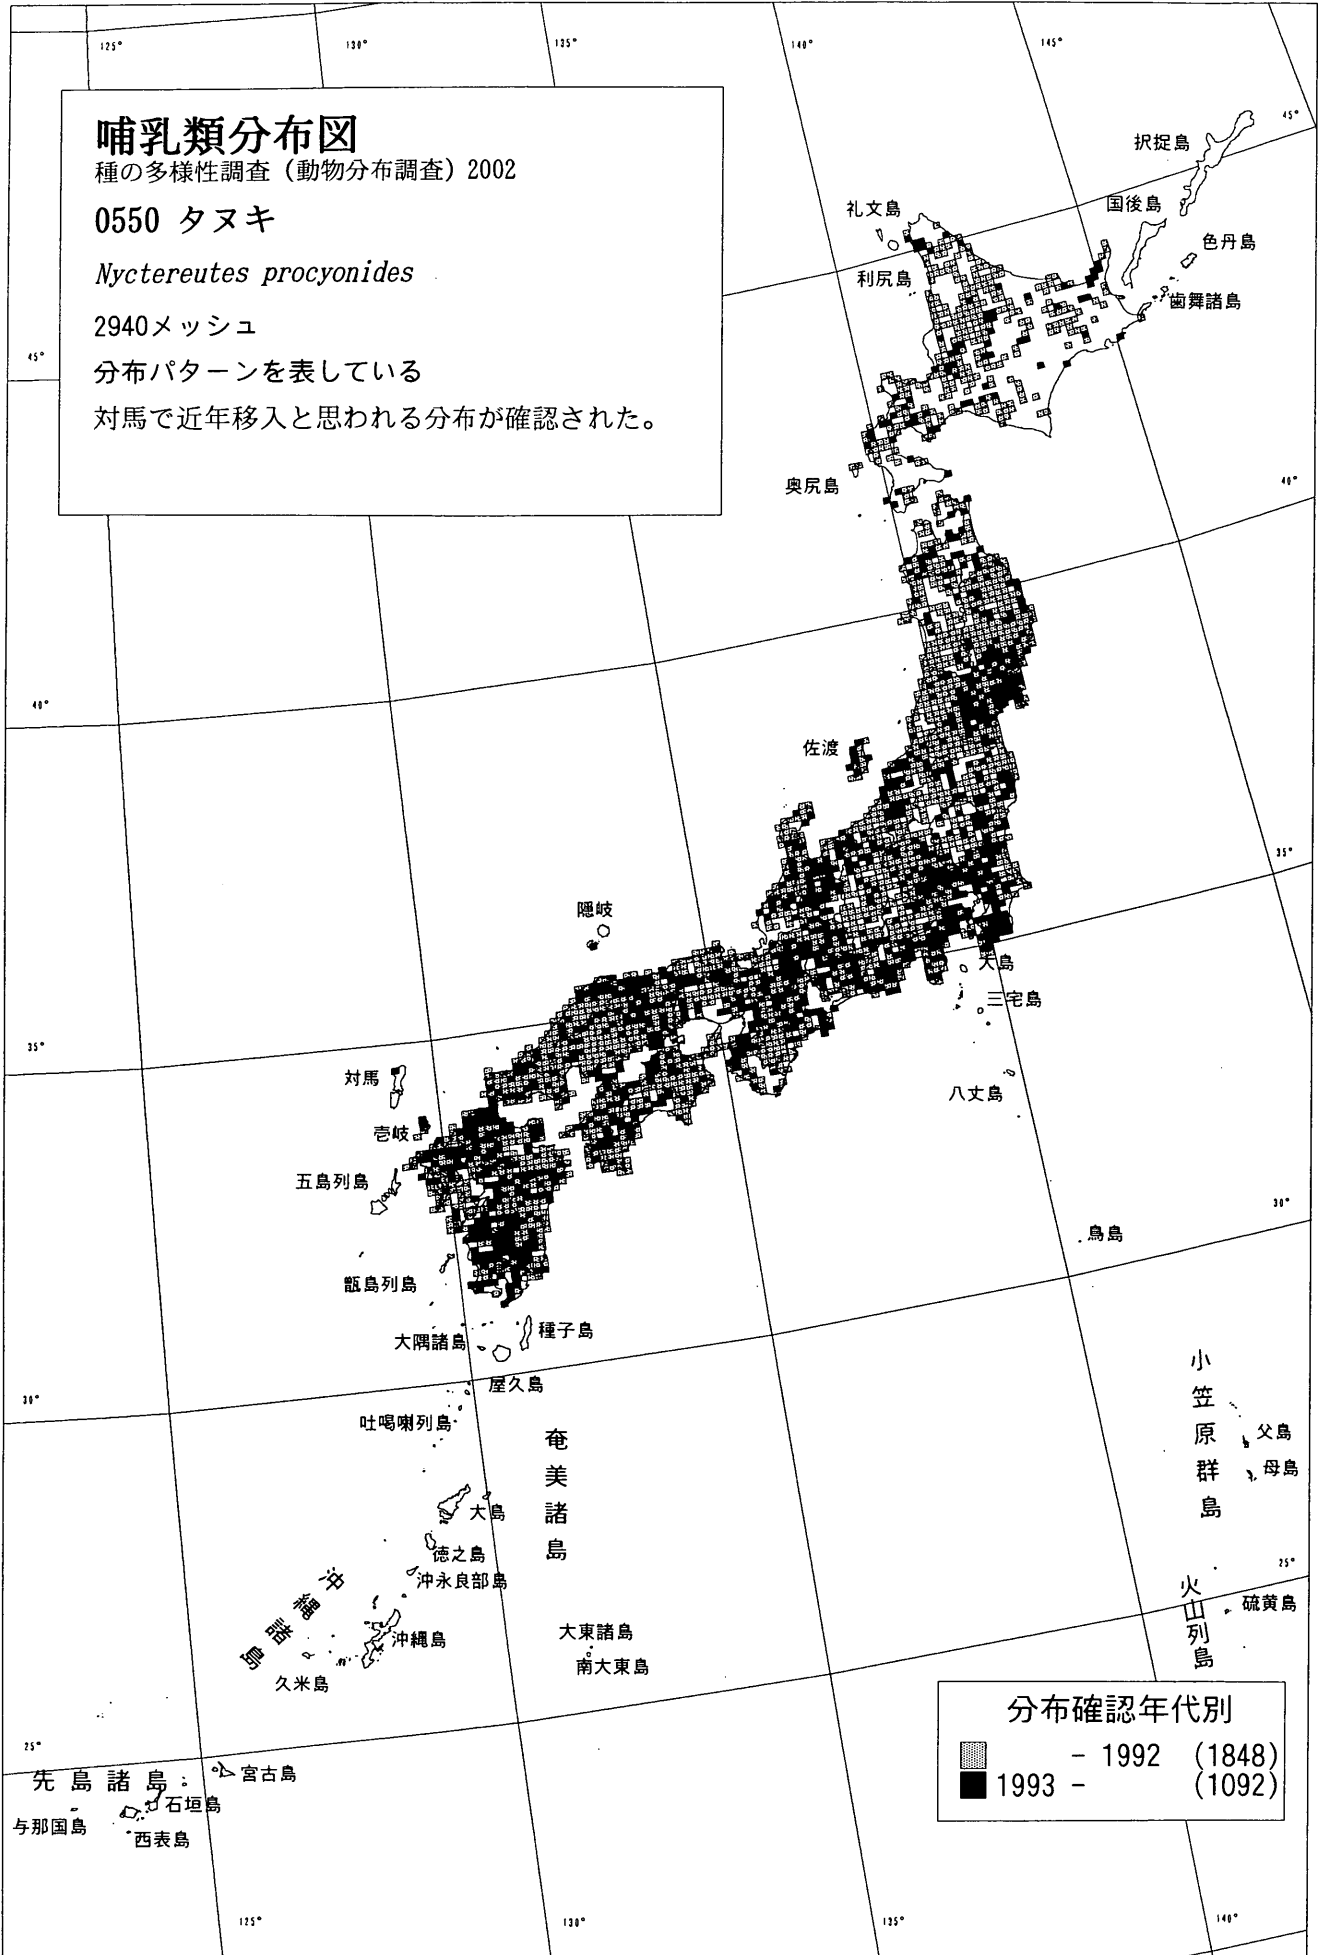 125°
130°
135°
140°
145°
哺乳類分布図
種の多様性調査（動物分布調査）2002
0550 タヌキ
Nyctereutes procyonides
2940メッシュ
分布パターンを表している
対馬で近年移入と思われる分布が確認された。
45°
択捉島
礼文島
国後島
色丹島
利尻島
歯舞諸島
45°
奥尻島
40°
40°
佐渡
35°
隠岐
大島
三宅島
35°
対馬
八丈島
壱岐
五島列島
30°
鳥島
甑島列島
大隅諸島
種子島
屋久島
30°
吐噶喇列島
奄美諸島
小笠原群島
父島
母島
大島
徳之島
沖永良部島
25°
沖縄諸島
沖縄島
久米島
大東諸島
南大東島
火山列島
硫黄島
分布確認年代別
- 1992 (1848)
1993 - (1092)
25°
先島諸島
宮古島
石垣島
与那国島
西表島
125°
130°
135°
140°